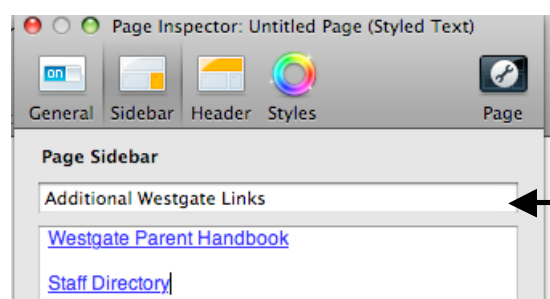 Page Inspector: Untitled Page (Styled Text)
on
General Sidebar Header Styles Page
Page Sidebar
Additional Westgate Links
Westgate Parent Handbook
Staff Directory